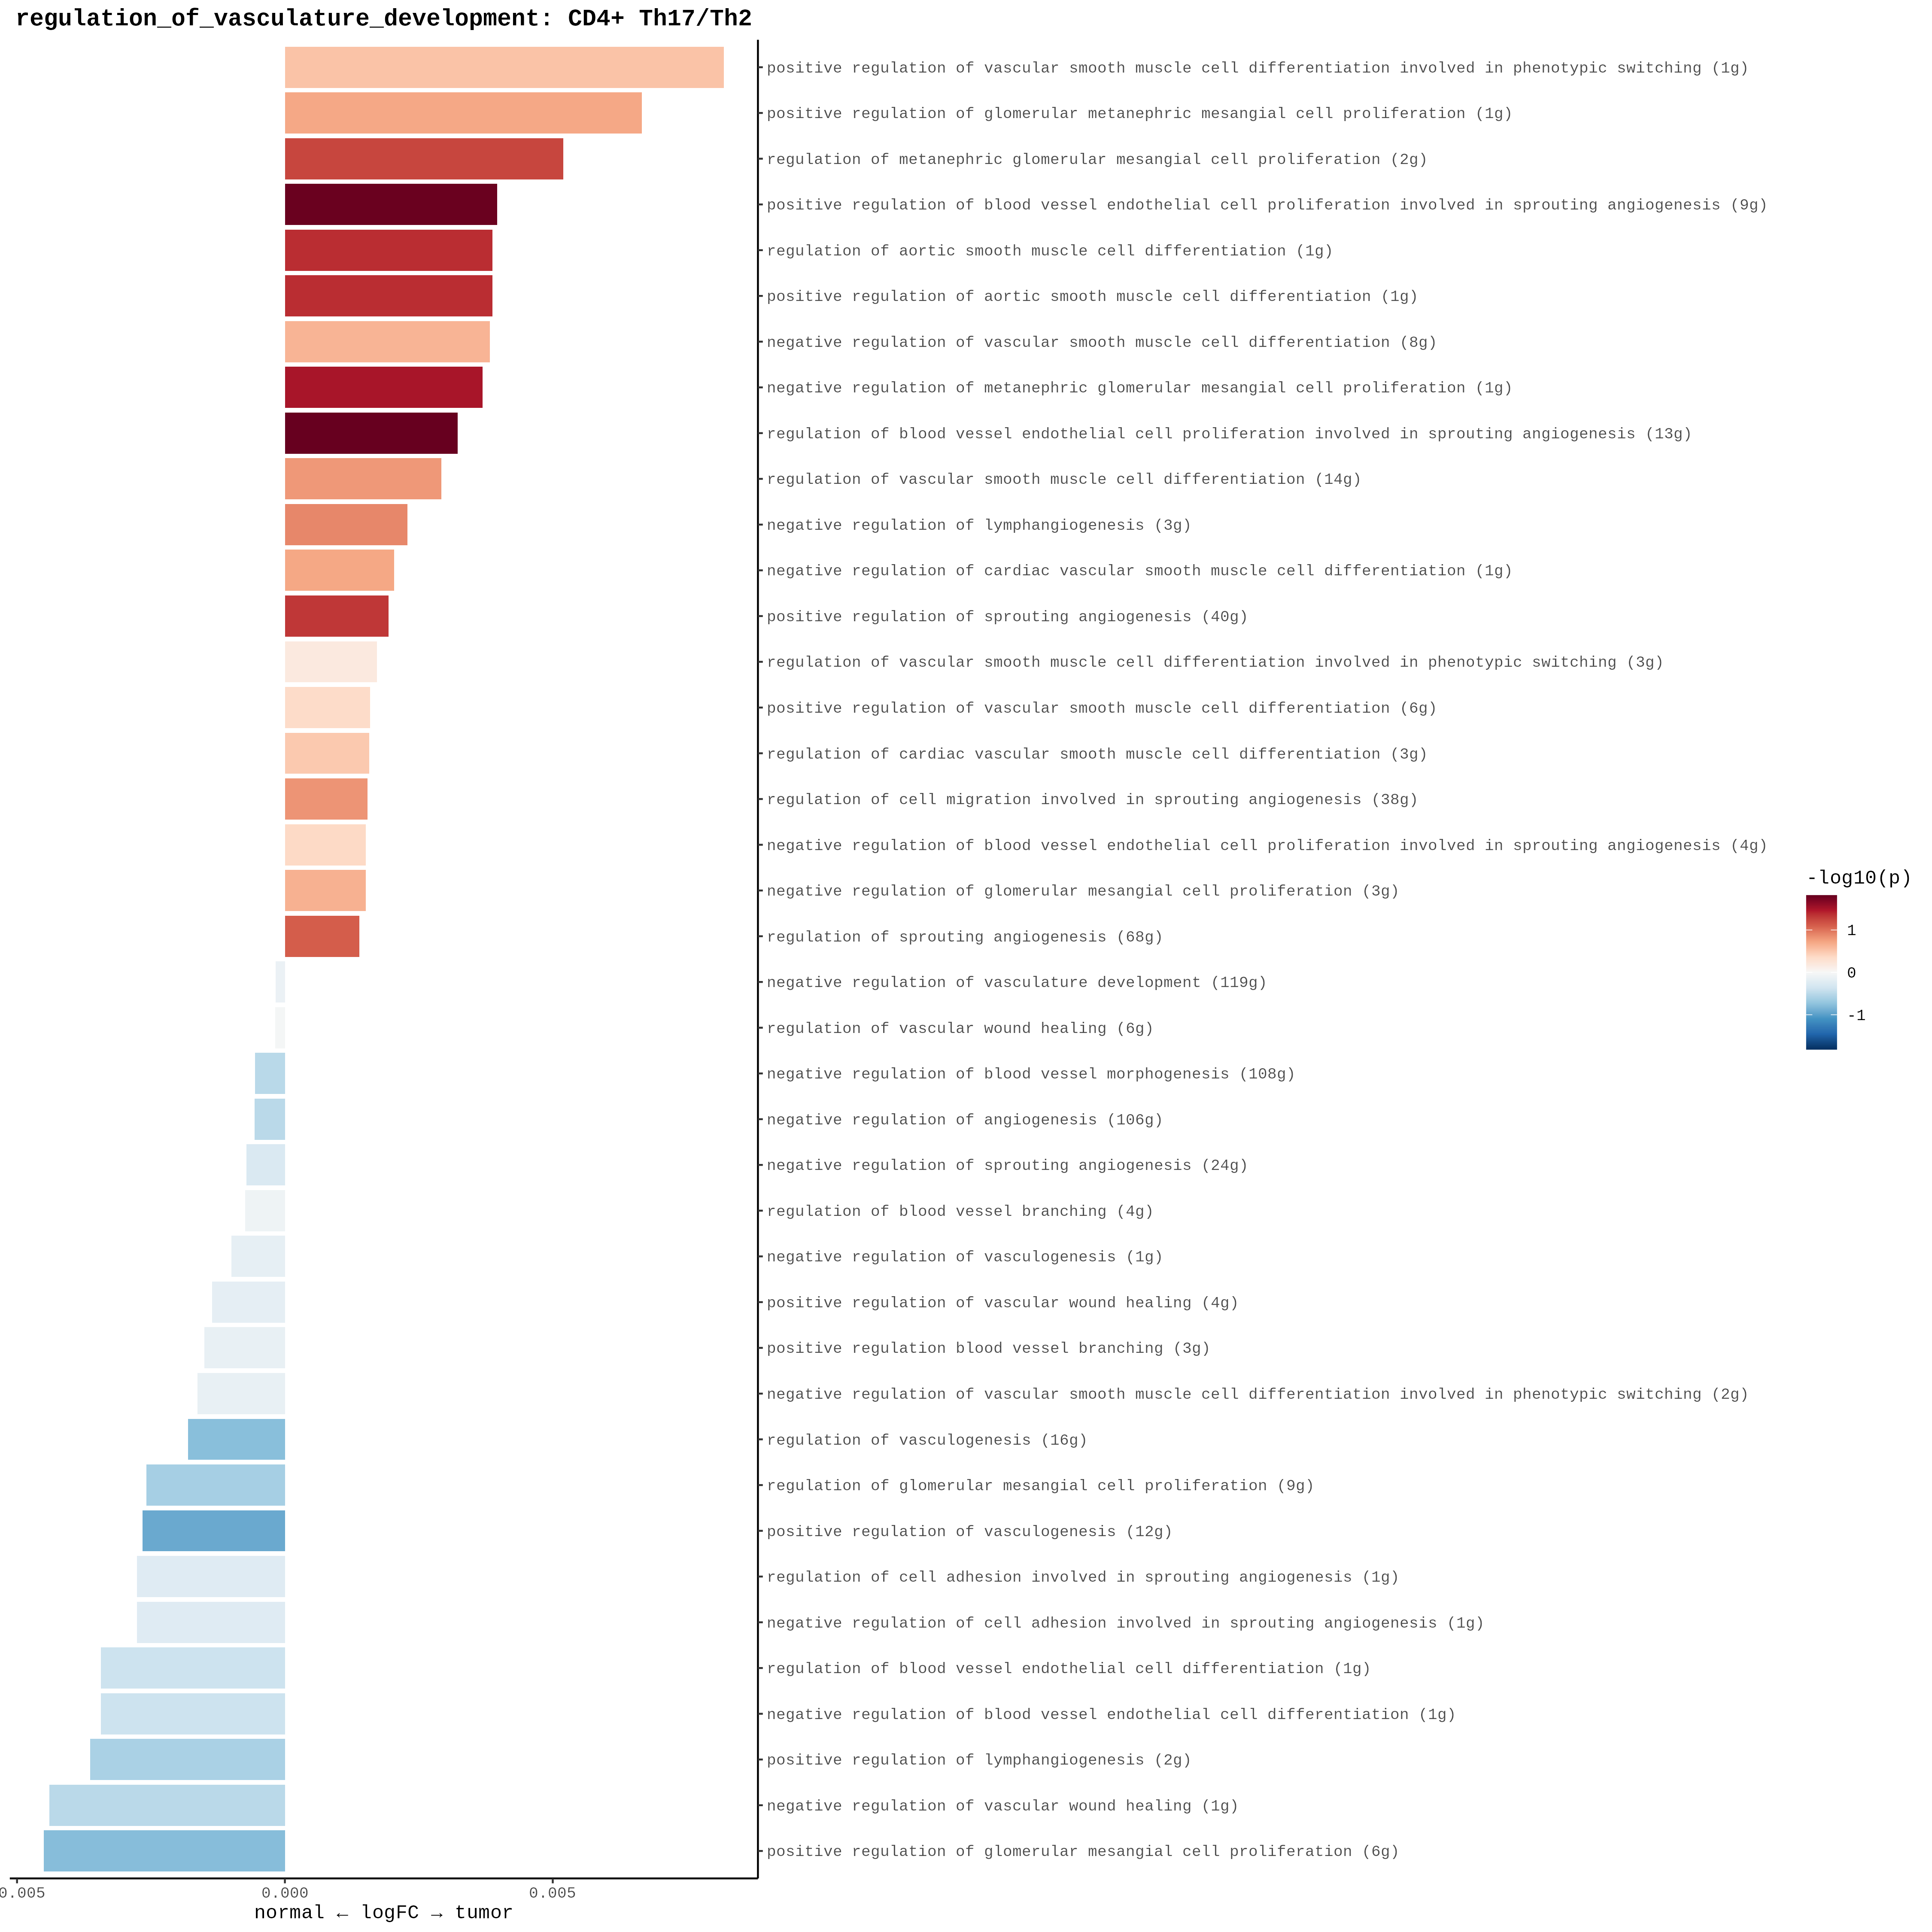 regulation_of_vasculature_development: CD4+ Th17/Th2
positive regulation of vascular smooth muscle cell differentiation involved in phenotypic switching (1g)
positive regulation of glomerular metanephric mesangial cell proliferation (1g)
regulation of metanephric glomerular mesangial cell proliferation (2g)
positive regulation of blood vessel endothelial cell proliferation involved in sprouting angiogenesis (9g)
regulation of aortic smooth muscle cell differentiation (1g)
positive regulation of aortic smooth muscle cell differentiation (1g)
negative regulation of vascular smooth muscle cell differentiation (8g)
negative regulation of metanephric glomerular mesangial cell proliferation (1g)
regulation of blood vessel endothelial cell proliferation involved in sprouting angiogenesis (13g)
regulation of vascular smooth muscle cell differentiation (14g)
negative regulation of lymphangiogenesis (3g)
negative regulation of cardiac vascular smooth muscle cell differentiation (1g)
positive regulation of sprouting angiogenesis (40g)
regulation of vascular smooth muscle cell differentiation involved in phenotypic switching (3g)
positive regulation of vascular smooth muscle cell differentiation (6g)
regulation of cardiac vascular smooth muscle cell differentiation (3g)
regulation of cell migration involved in sprouting angiogenesis (38g)
negative regulation of blood vessel endothelial cell proliferation involved in sprouting angiogenesis (4g)
negative regulation of glomerular mesangial cell proliferation (3g)
regulation of sprouting angiogenesis (68g)
negative regulation of vasculature development (119g)
regulation of vascular wound healing (6g)
negative regulation of blood vessel morphogenesis (108g)
negative regulation of angiogenesis (106g)
negative regulation of sprouting angiogenesis (24g)
regulation of blood vessel branching (4g)
negative regulation of vasculogenesis (1g)
positive regulation of vascular wound healing (4g)
positive regulation blood vessel branching (3g)
negative regulation of vascular smooth muscle cell differentiation involved in phenotypic switching (2g)
regulation of vasculogenesis (16g)
regulation of glomerular mesangial cell proliferation (9g)
positive regulation of vasculogenesis (12g)
regulation of cell adhesion involved in sprouting angiogenesis (1g)
negative regulation of cell adhesion involved in sprouting angiogenesis (1g)
regulation of blood vessel endothelial cell differentiation (1g)
negative regulation of blood vessel endothelial cell differentiation (1g)
positive regulation of lymphangiogenesis (2g)
negative regulation of vascular wound healing (1g)
positive regulation of glomerular mesangial cell proliferation (6g)
0.005 0.000 0.005
normal ← logFC → tumor
-log10(p)
1
0
-1